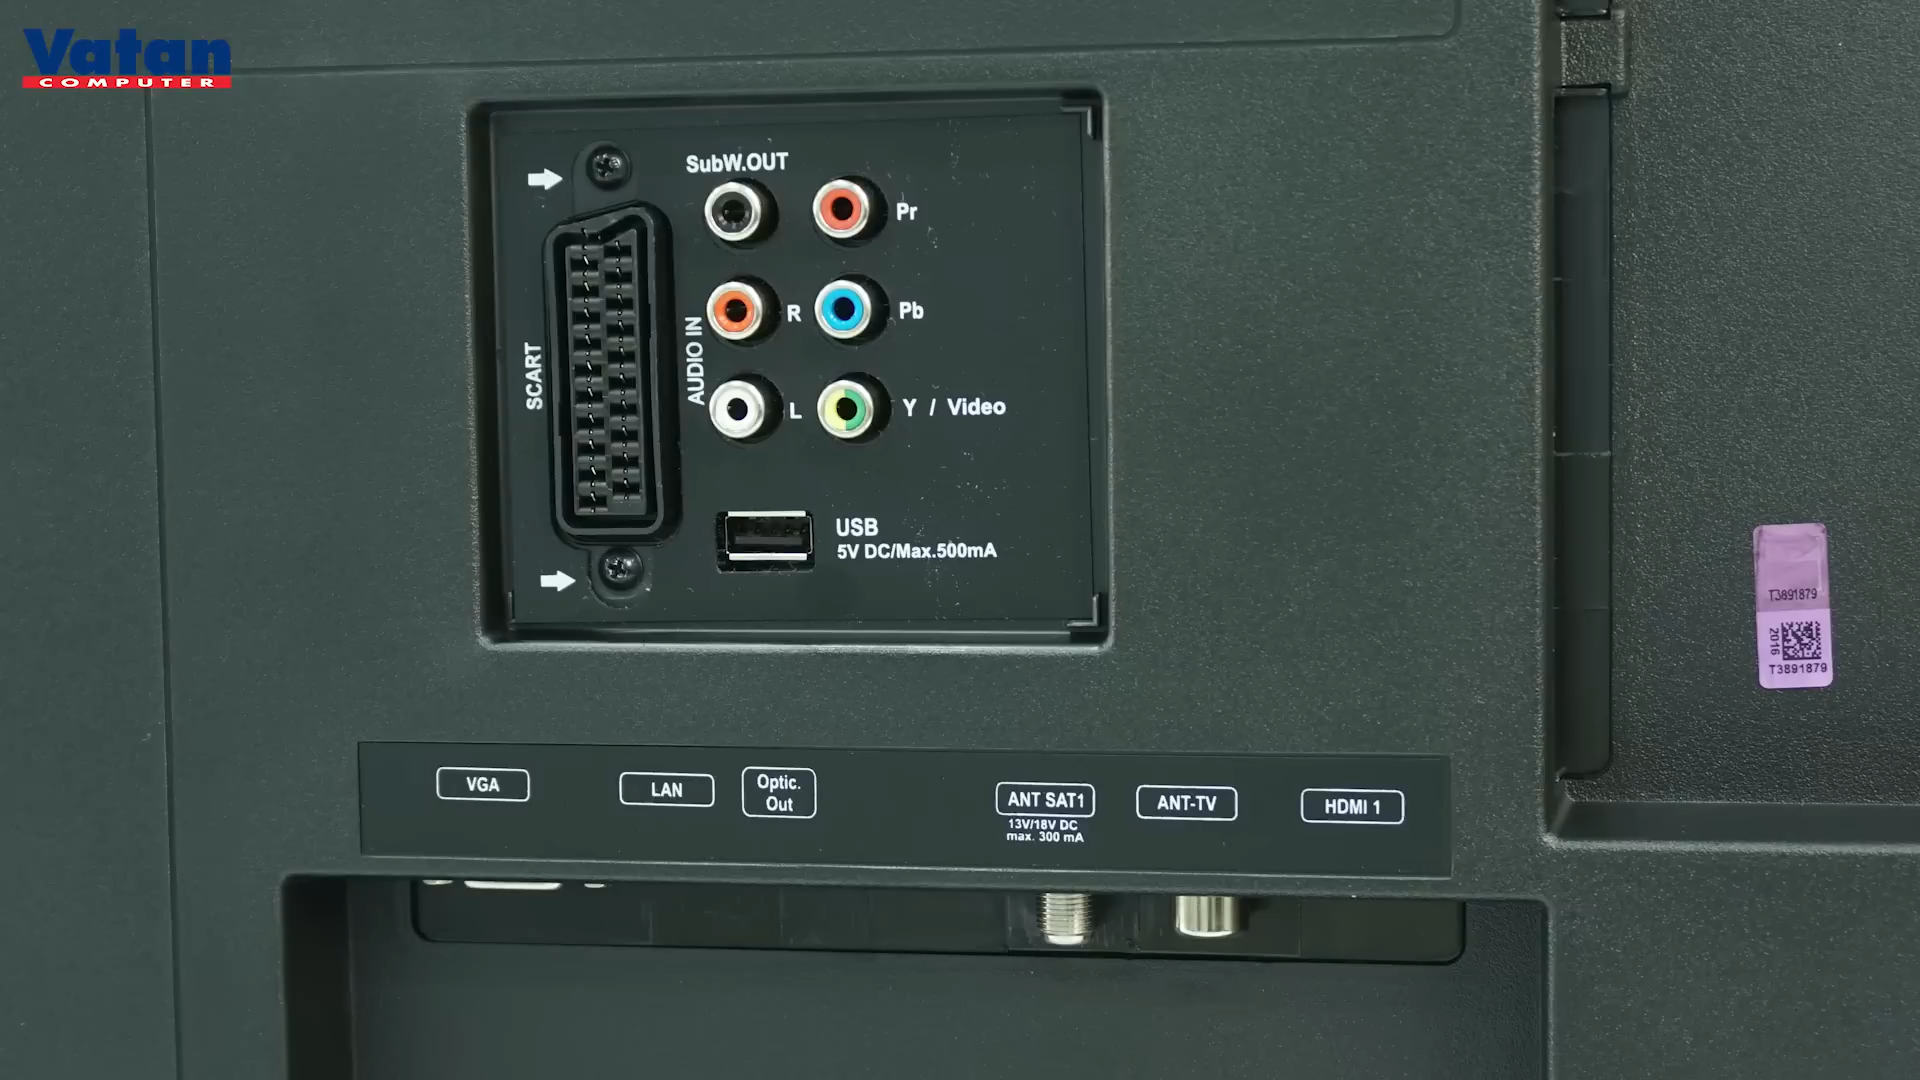 Vatan
COMPUTER
SubW.OUT
Pr
R
Pb
AUDIO IN
SCART
L
Y / Video
USB
5V DC/Max.500mA
T3891879
2016
T3891879
VGA
LAN
Optic.
Out
ANT SAT1
13V/18V DC
max. 300 mA
ANT-TV
HDMI 1